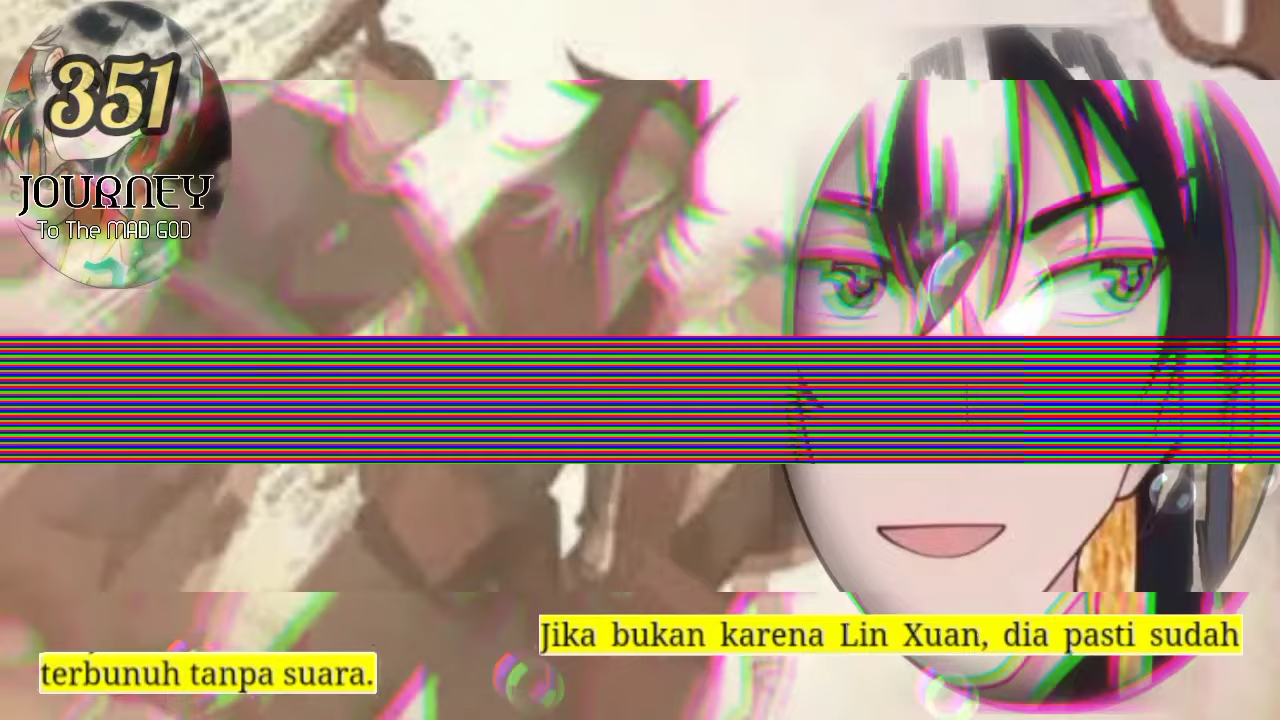 351
JOURNEY
To The MAD GOD
Jika bukan karena Lin Xuan, dia pasti sudah
terbunuh tanpa suara.